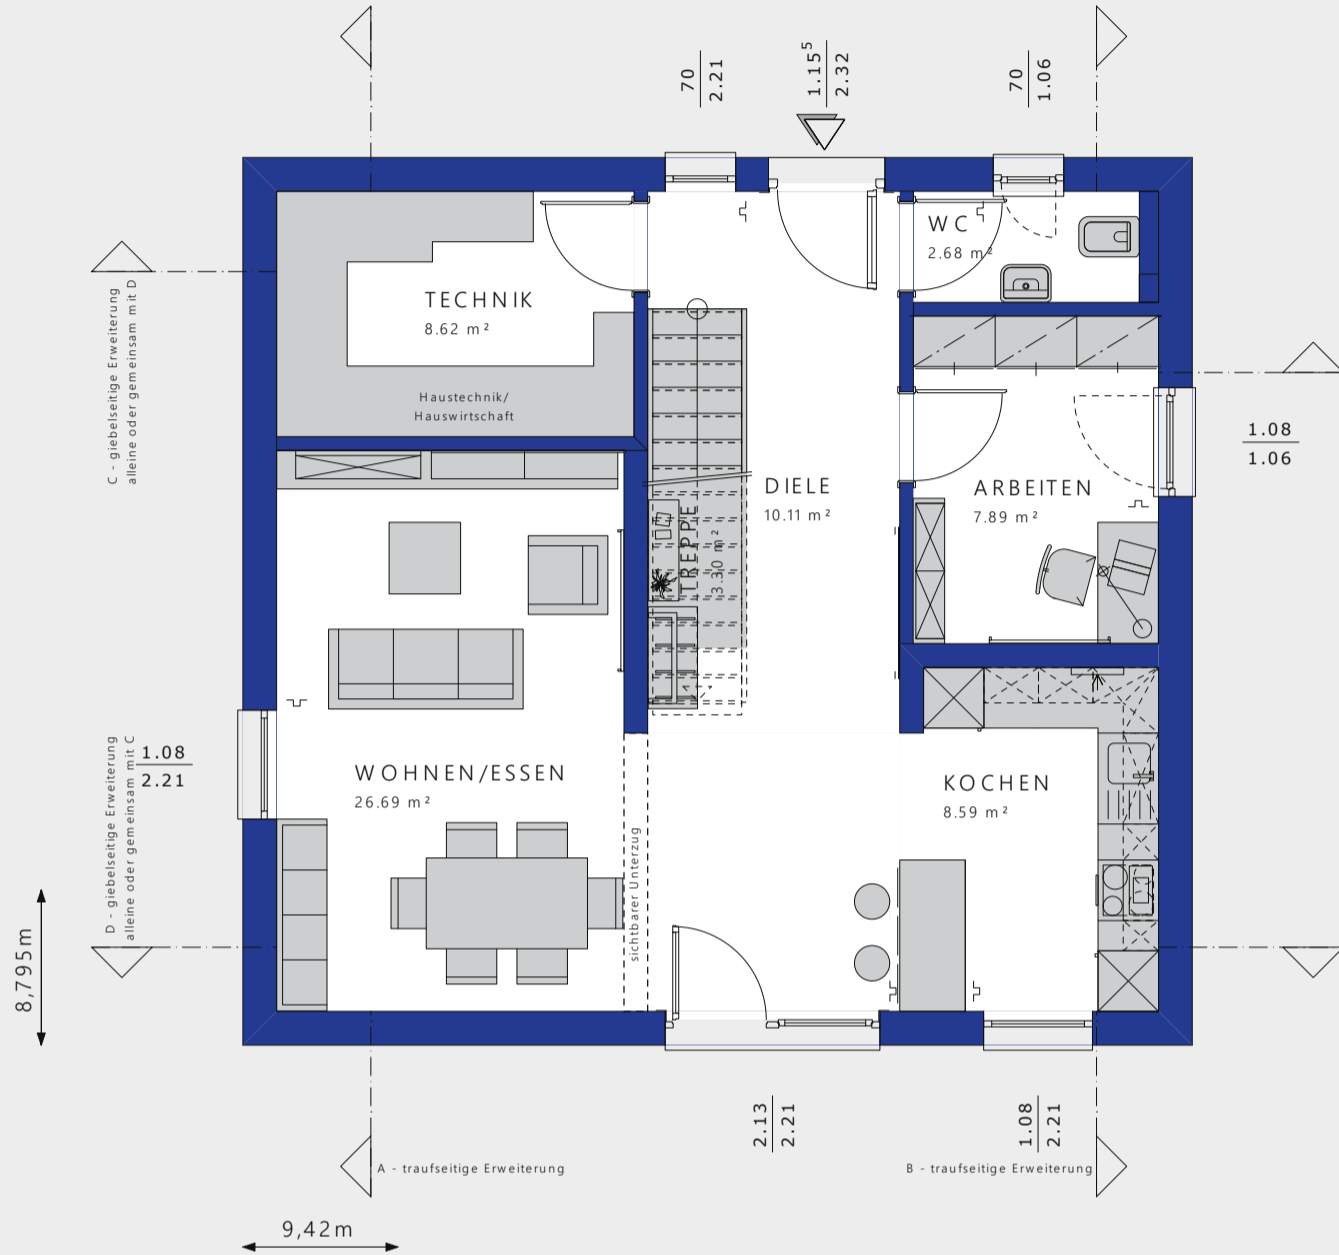 70
2.21
1.15⁵
2.32
70
1.06
WC
2.68 m²
TECHNIK
8.62 m²
Haustechnik/
Hauswirtschaft
C - giebelseitige Erweiterung
alleine oder gemeinsam mit D
1.08
1.06
DIELE
10.11 m²
ARBEITEN
7.89 m²
TREPPE
3.30 m²
D - giebelseitige Erweiterung
alleine oder gemeinsam mit C
1.08
2.21
WOHNEN/ESSEN
26.69 m²
KOCHEN
8.59 m²
sichtbarer Unterzug
8,795m
2.13
2.21
1.08
2.21
A - traufseitige Erweiterung
B - traufseitige Erweiterung
9,42m